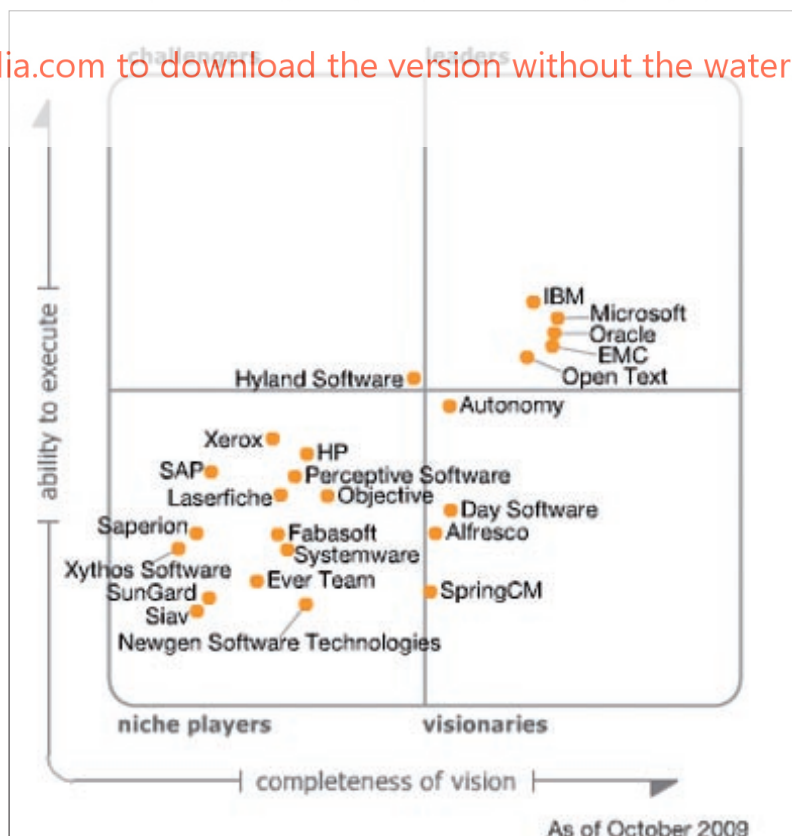 challengers leaders
ia.com to download the version without the water
IBM
Microsoft
Oracle
EMC
Open Text
Hyland Software
Autonomy
Xerox
HP
SAP
Perceptive Software
Laserfiche
Objective
Day Software
Saperion
Fabasoft
Alfresco
Systemware
Xythos Software
Ever Team
SunGard
SpringCM
Siav
Newgen Software Technologies
ability to execute
niche players visionaries
completeness of vision
As of October 2009